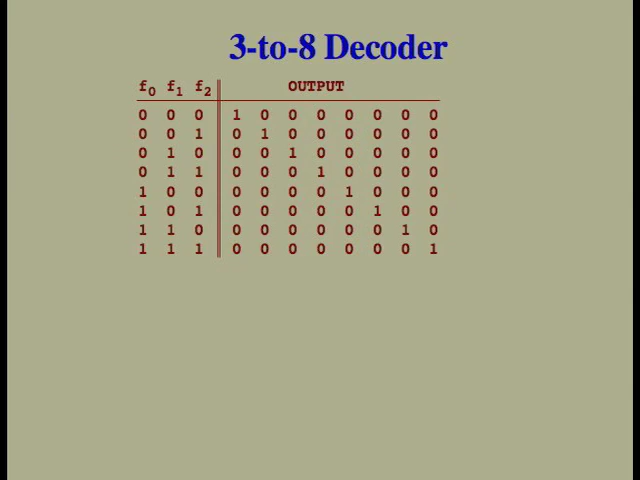 3-to-8 Decoder
f0 f1 f2 OUTPUT
0 0 0 1 0 0 0 0 0 0 0
0 0 1 0 1 0 0 0 0 0 0
0 1 0 0 0 1 0 0 0 0 0
0 1 1 0 0 0 1 0 0 0 0
1 0 0 0 0 0 0 1 0 0 0
1 0 1 0 0 0 0 0 1 0 0
1 1 0 0 0 0 0 0 0 1 0
1 1 1 0 0 0 0 0 0 0 1